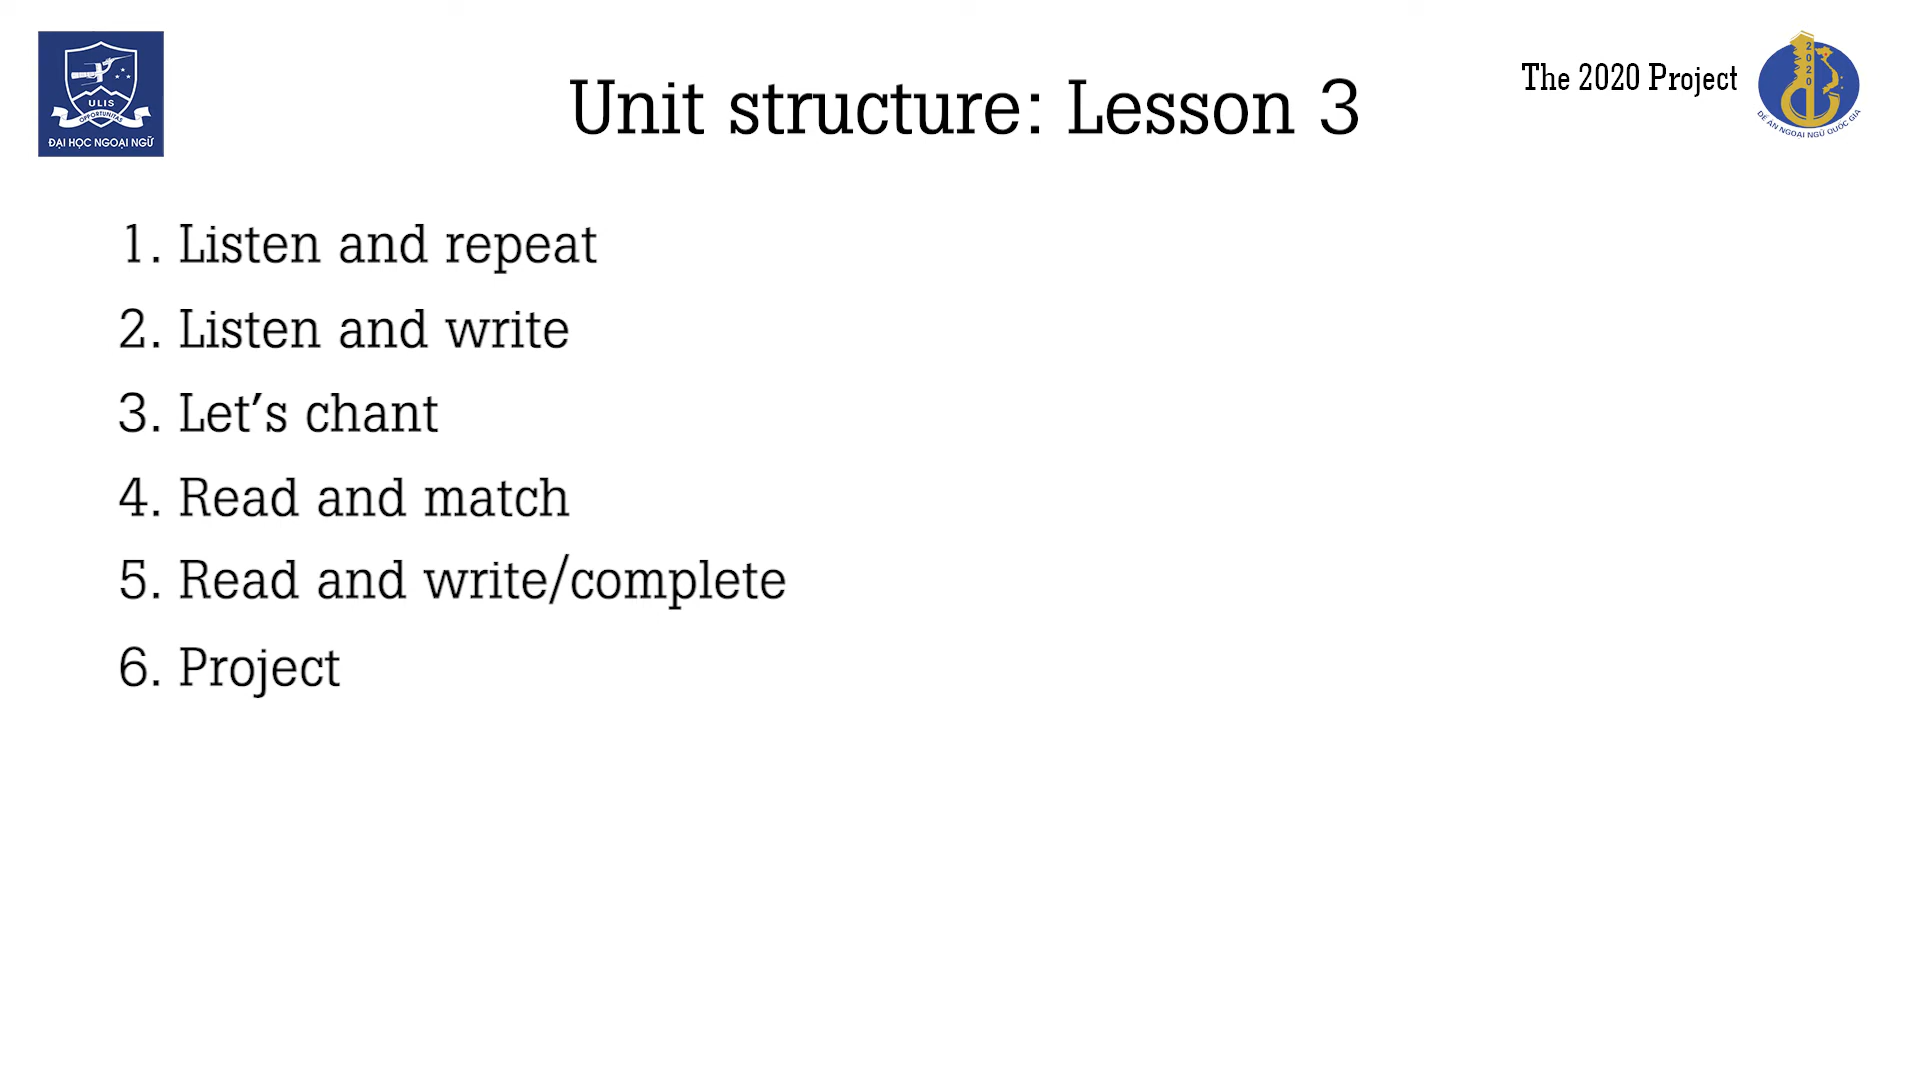 ULIS
OPPORTUNITAS
ĐẠI HỌC NGOẠI NGỮ
Unit structure: Lesson 3
The 2020 Project
2020
ĐỀ ÁN NGOẠI NGỮ QUỐC GIA
1. Listen and repeat
2. Listen and write
3. Let’s chant
4. Read and match
5. Read and write/complete
6. Project